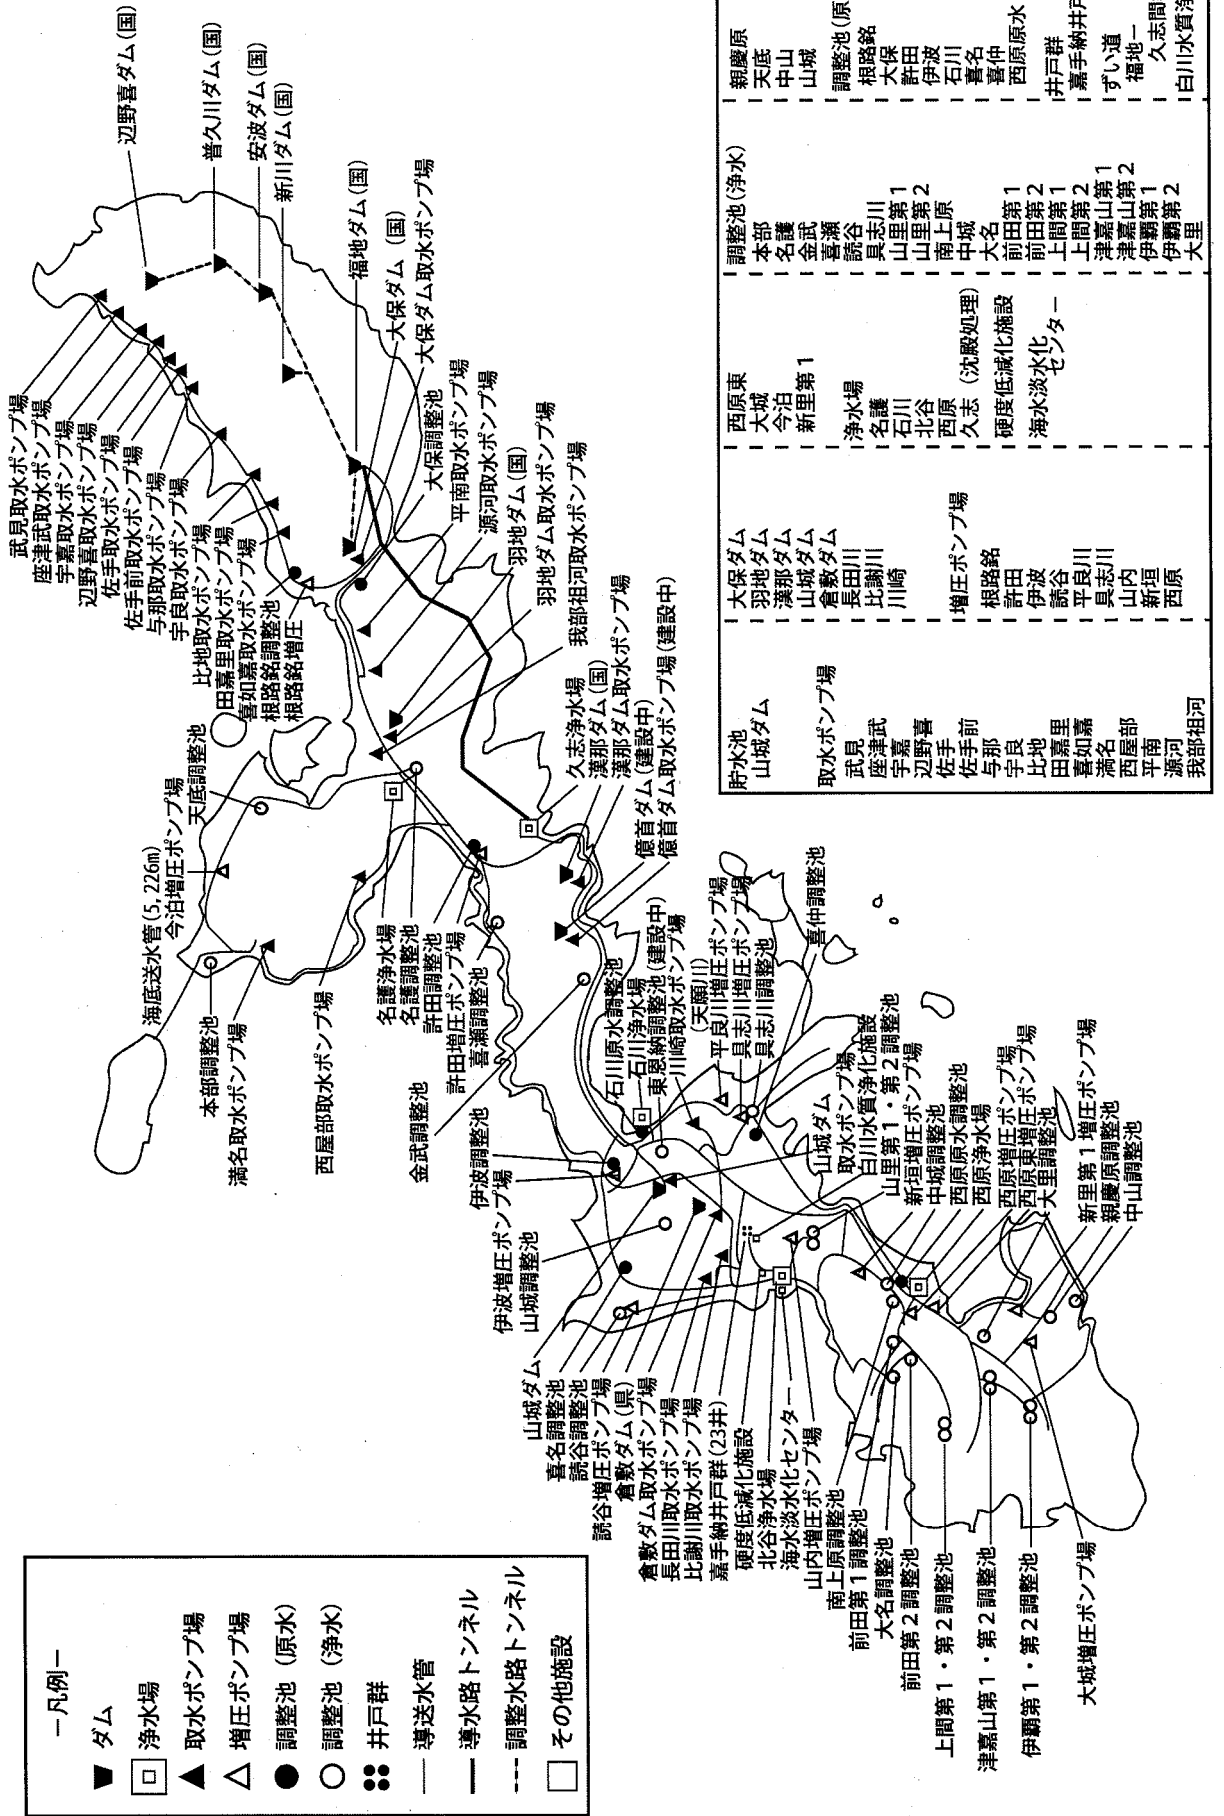 －凡例－
ダム
浄水場
取水ポンプ場
増圧ポンプ場
調整池（原水）
調整池（浄水）
井戸群
導送水管
導水路トンネル
調整水路トンネル
その他施設
武見取水ポンプ場
座津武取水ポンプ場
宇嘉取水ポンプ場
辺野喜取水ポンプ場
佐手取水ポンプ場
佐手前取水ポンプ場
与那取水ポンプ場
宇良取水ポンプ場
比地取水ポンプ場
田嘉里取水ポンプ場
喜如嘉取水ポンプ場
根路銘調整池
根路銘増圧
辺野喜ダム(国)
普久川ダム(国)
安波ダム(国)
新川ダム(国)
福地ダム(国)
大保ダム（国）
大保ダム取水ポンプ場
大保調整池
平南取水ポンプ場
源河取水ポンプ場
羽地ダム(国)
羽地ダム取水ポンプ場
我部祖河取水ポンプ場
久志浄水場
漢那ダム(国)
漢那ダム取水ポンプ場
億首ダム(建設中)
億首ダム取水ポンプ場(建設中)
海底送水管(5,226m)
今泊増圧ポンプ場
天底調整池
本部調整池
満名取水ポンプ場
西屋部取水ポンプ場
名護浄水場
名護調整池
許田調整池
許田増圧ポンプ場
喜瀬調整池
金武調整池
伊波調整池
伊波増圧ポンプ場
山城調整池
石川原水調整池
石川浄水場
東恩納調整池(建設中)
川崎取水ポンプ場
(天願川)
平良川増圧ポンプ場
具志川増圧ポンプ場
具志川調整池
喜仲調整池
山城ダム
取水ポンプ場
白川水質浄化施設
山里第１・第２調整池
新垣増圧ポンプ場
中城調整池
西原原水調整池
西原浄水場
西原増圧ポンプ場
西原東増圧ポンプ場
大里調整池
新里第１増圧ポンプ場
親慶原調整池
中山調整池
山城ダム
喜名調整池
読谷調整池
読谷増圧ポンプ場
倉敷ダム(県)
倉敷ダム取水ポンプ場
長田川取水ポンプ場
比謝川取水ポンプ場
嘉手納井戸群(23井)
硬度低減化施設
北谷浄水場
海水淡水化センター
山内増圧ポンプ場
南上原調整池
前田第１調整池
大名調整池
前田第２調整池
上間第１・第２調整池
津嘉山第１・第２調整池
伊覇第１・第２調整池
大城増圧ポンプ場
貯水池
山城ダム
取水ポンプ場
武見
座津武
宇嘉
辺野喜
佐手
佐手前
与那
宇良
比地
田嘉里
喜如嘉
満名
西屋部
平南
源河
我部祖河
大保ダム
羽地ダム
漢那ダム
山城ダム
倉敷ダム
長田川
比謝川
川崎
増圧ポンプ場
根路銘
許田
伊波
読谷
平良川
具志川
山内
新垣
西原
西原東
大城
今泊
新里第１
浄水場
名護
石川
北谷
西原
久志（沈殿処理）
硬度低減化施設
海水淡水化
センター
調整池(浄水)
本部
名護
金武
喜瀬
読谷
具志川
山里第１
山里第２
南上原
中城
大名
前田第１
前田第２
上間第１
上間第２
津嘉山第１
津嘉山第２
伊覇第１
伊覇第２
大里
親慶原
天底
中山
山城
調整池(原
根路銘
大保
許田
伊波
石川
喜名
喜仲
西原原水
井戸群
嘉手納井戸
ずい道
福地ー
久志間
白川水質浄